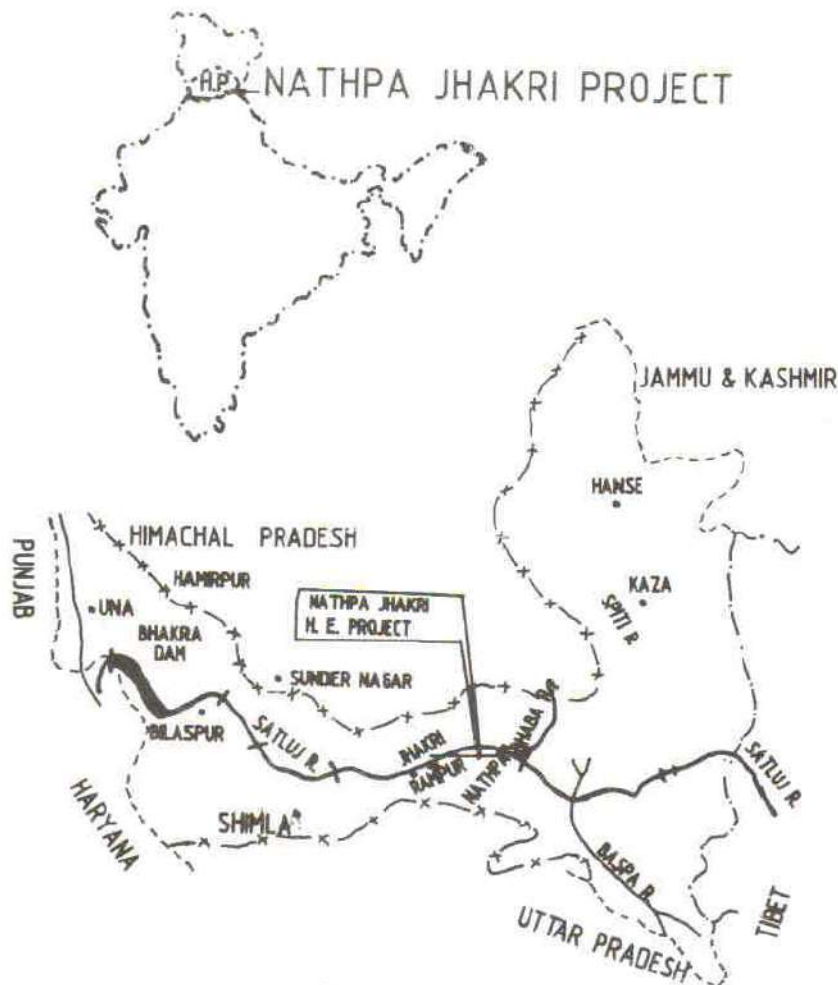 A.P.
NATHPA JHAKRI PROJECT
JAMMU & KASHMIR
HANSE
HIMACHAL PRADESH
PUNJAB
HAMIRPUR
KAZA
SPITI R.
UNA
NATHPA JHAKRI
H. E. PROJECT
BHAKRA
DAM
SUNDER NAGAR
BILASPUR
SATLUJ R.
JHAKRI
RAMPUR
NATHPA
BHABA R.
SATLUJ R.
HARYANA
SHIMLA
BASPA R.
TIBET
UTTAR PRADESH